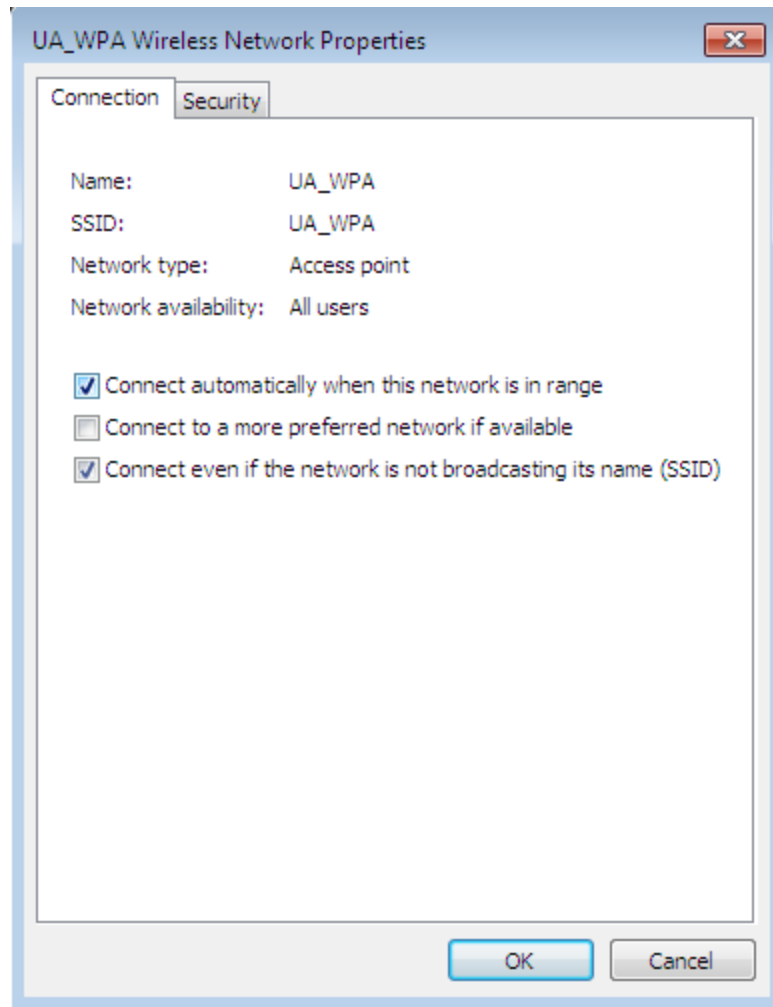 UA_WPA Wireless Network Properties
Connection Security
Name: UA_WPA
SSID: UA_WPA
Network type: Access point
Network availability: All users
Connect automatically when this network is in range
Connect to a more preferred network if available
Connect even if the network is not broadcasting its name (SSID)
OK Cancel